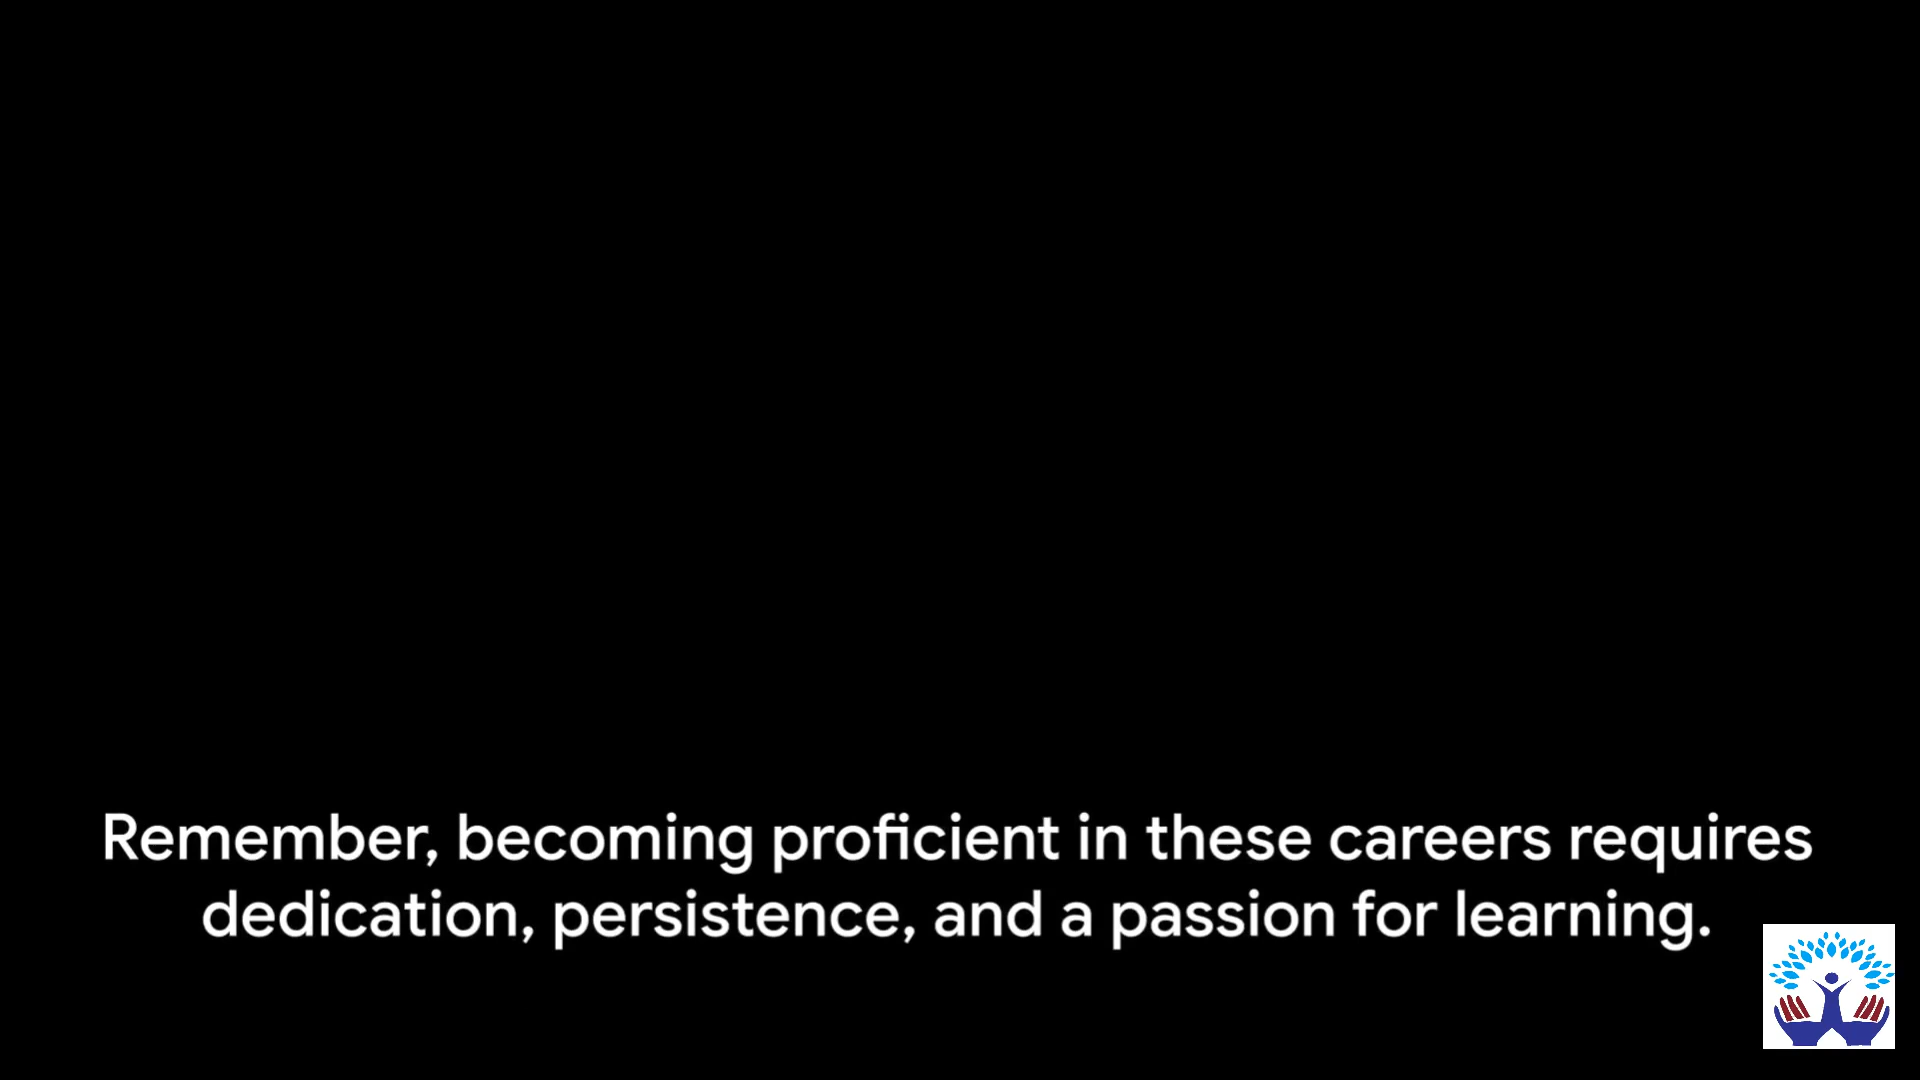 Remember, becoming proficient in these careers requires
dedication, persistence, and a passion for learning.